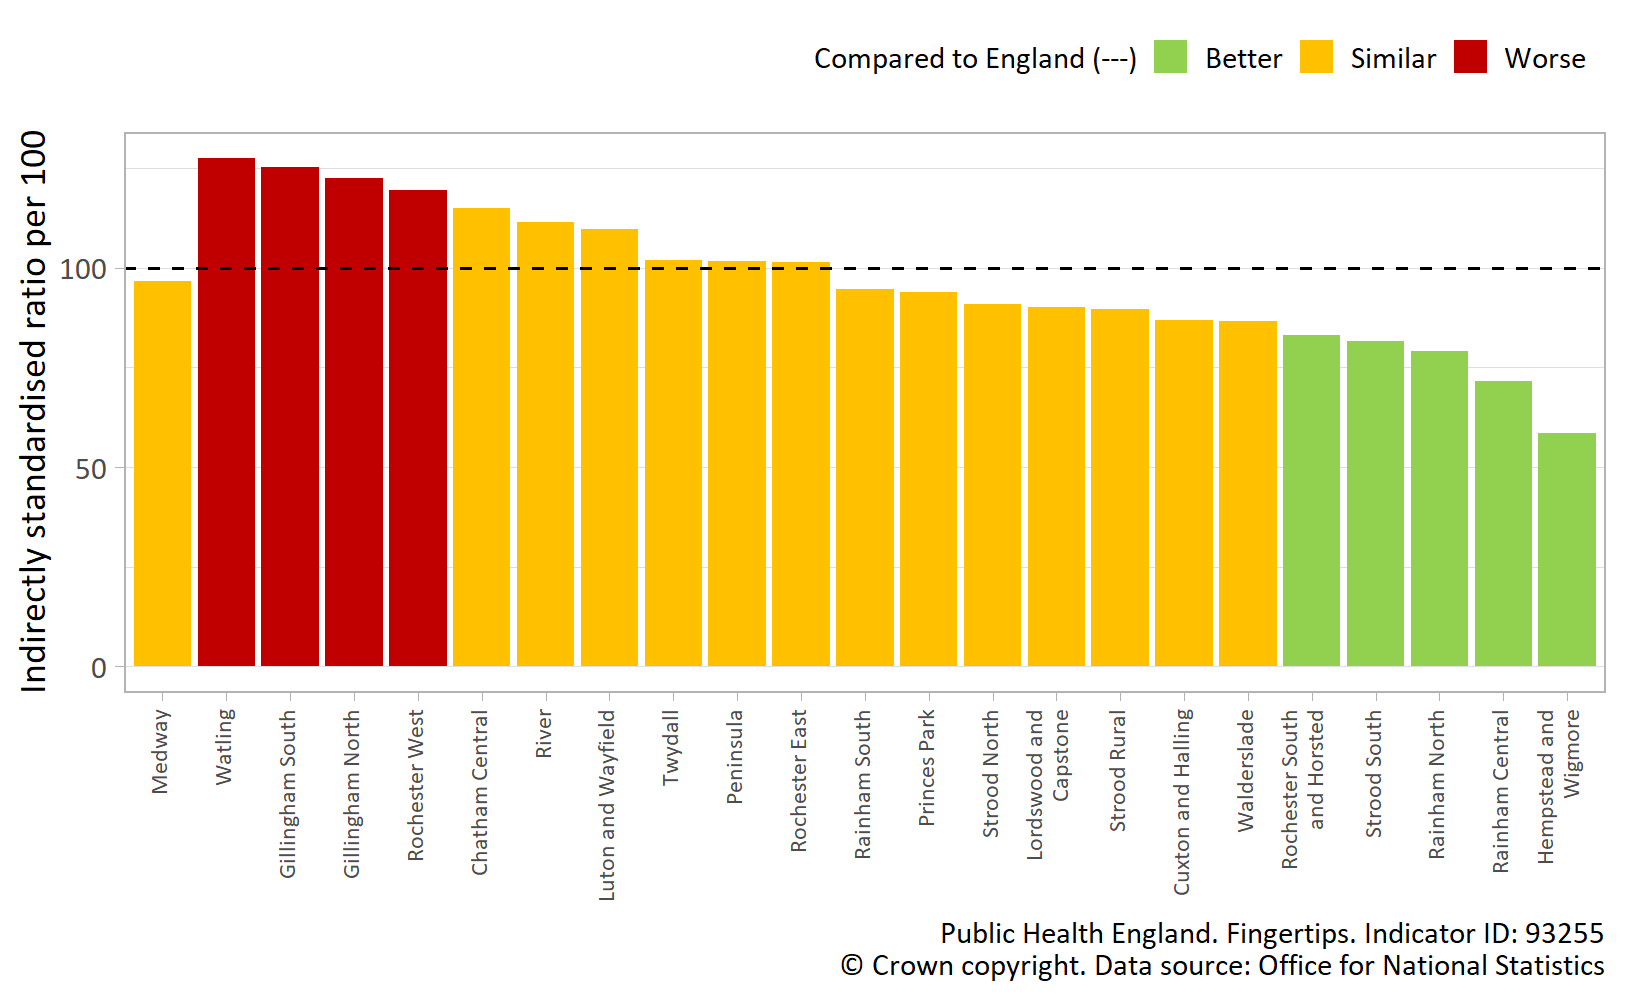 Compared to England (---) Better Similar Worse
Indirectly standardised ratio per 100
100
50
0
Medway
Watling
Gillingham South
Gillingham North
Rochester West
Chatham Central
River
Luton and Wayfield
Twydall
Peninsula
Rochester East
Rainham South
Princes Park
Strood North
Lordswood and
Capstone
Strood Rural
Cuxton and Halling
Walderslade
Rochester South
and Horsted
Strood South
Rainham North
Rainham Central
Hempstead and
Wigmore
Public Health England. Fingertips. Indicator ID: 93255
© Crown copyright. Data source: Office for National Statistics